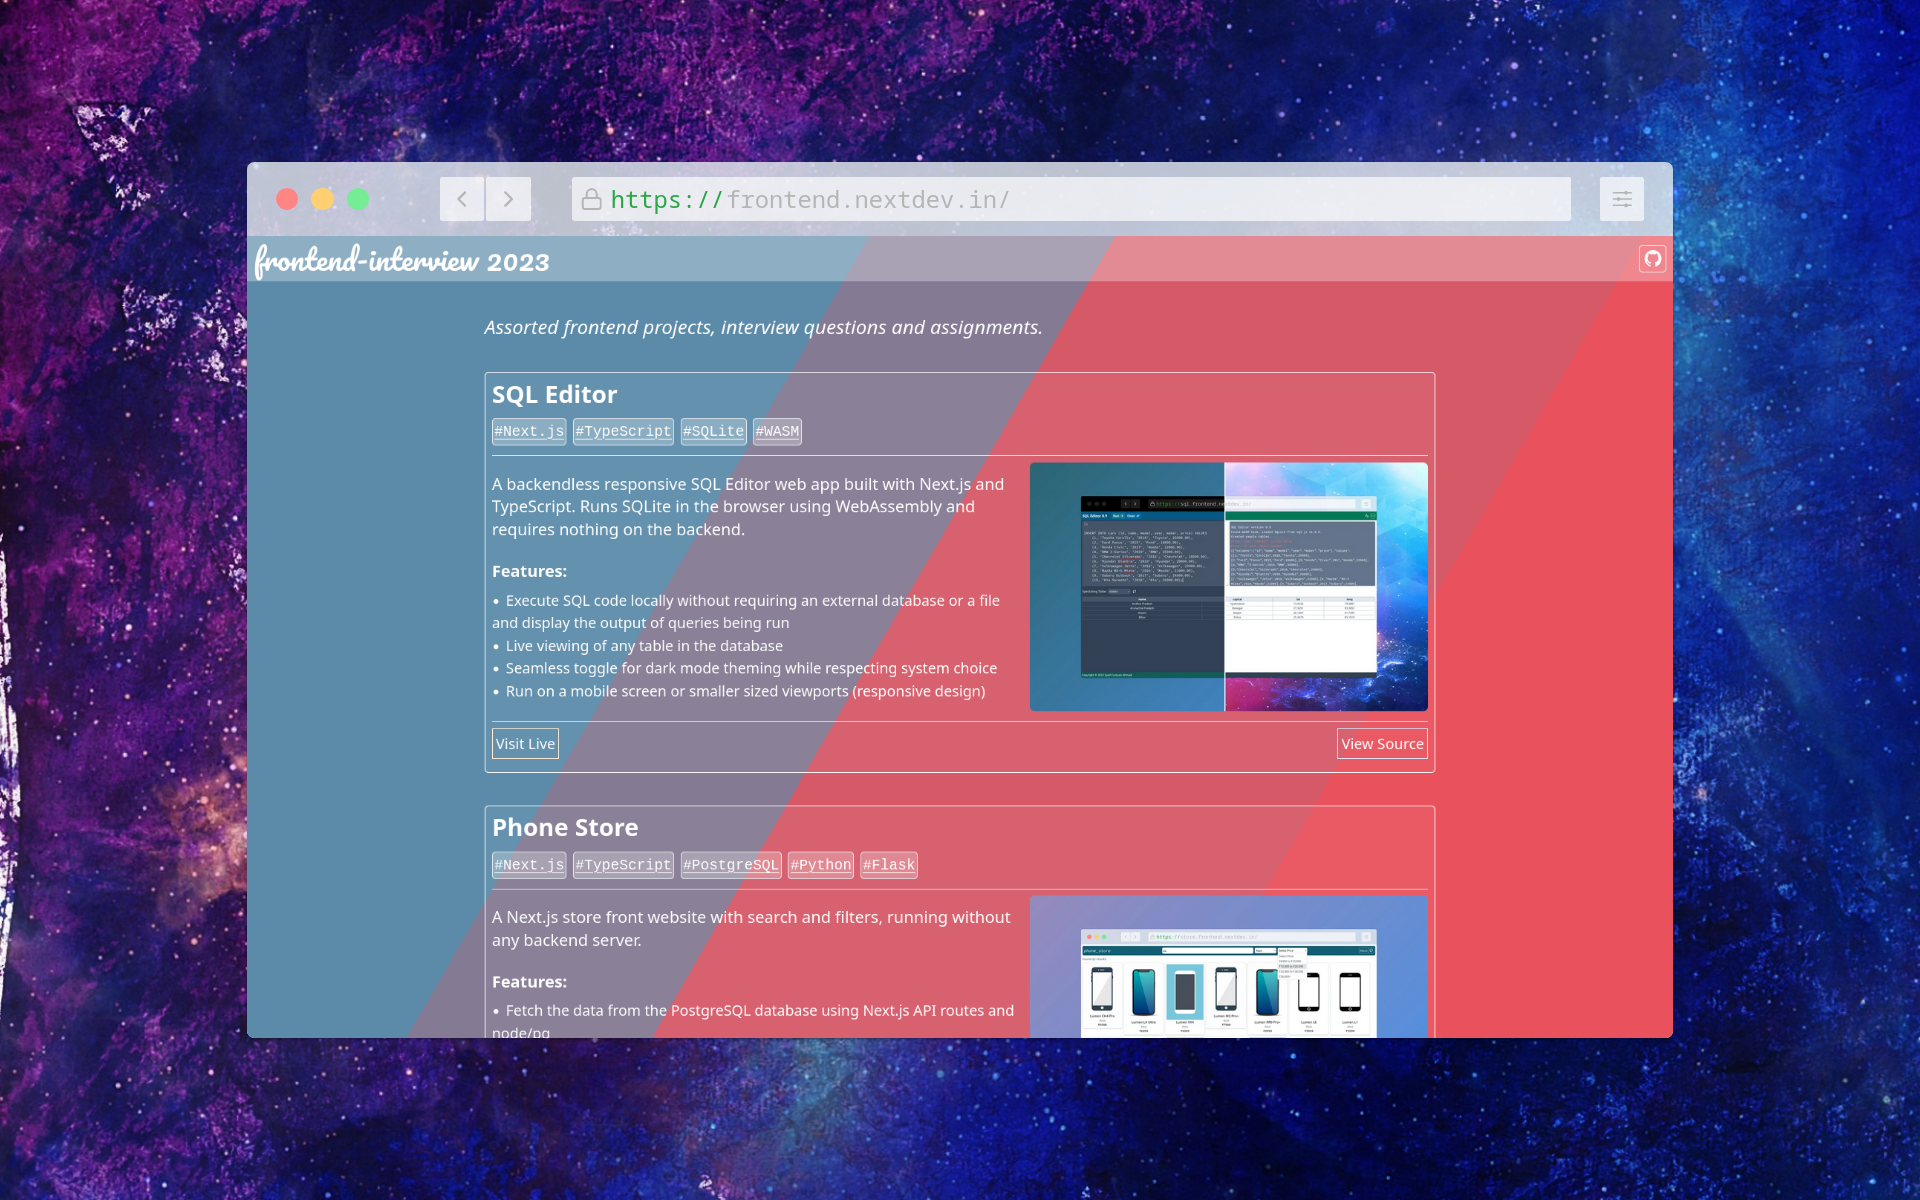 https://frontend.nextdev.in/
frontend-interview 2023
Assorted frontend projects, interview questions and assignments.
SQL Editor
#Next.js #TypeScript #SQLite #WASM
A backendless responsive SQL Editor web app built with Next.js and
TypeScript. Runs SQLite in the browser using WebAssembly and
requires nothing on the backend.
Features:
• Execute SQL code locally without requiring an external database or a file
and display the output of queries being run
• Live viewing of any table in the database
• Seamless toggle for dark mode theming while respecting system choice
• Run on a mobile screen or smaller sized viewports (responsive design)
Visit Live
View Source
Phone Store
#Next.js #TypeScript #PostgreSQL #Python #Flask
A Next.js store front website with search and filters, running without
any backend server.
Features:
• Fetch the data from the PostgreSQL database using Next.js API routes and
node/pg